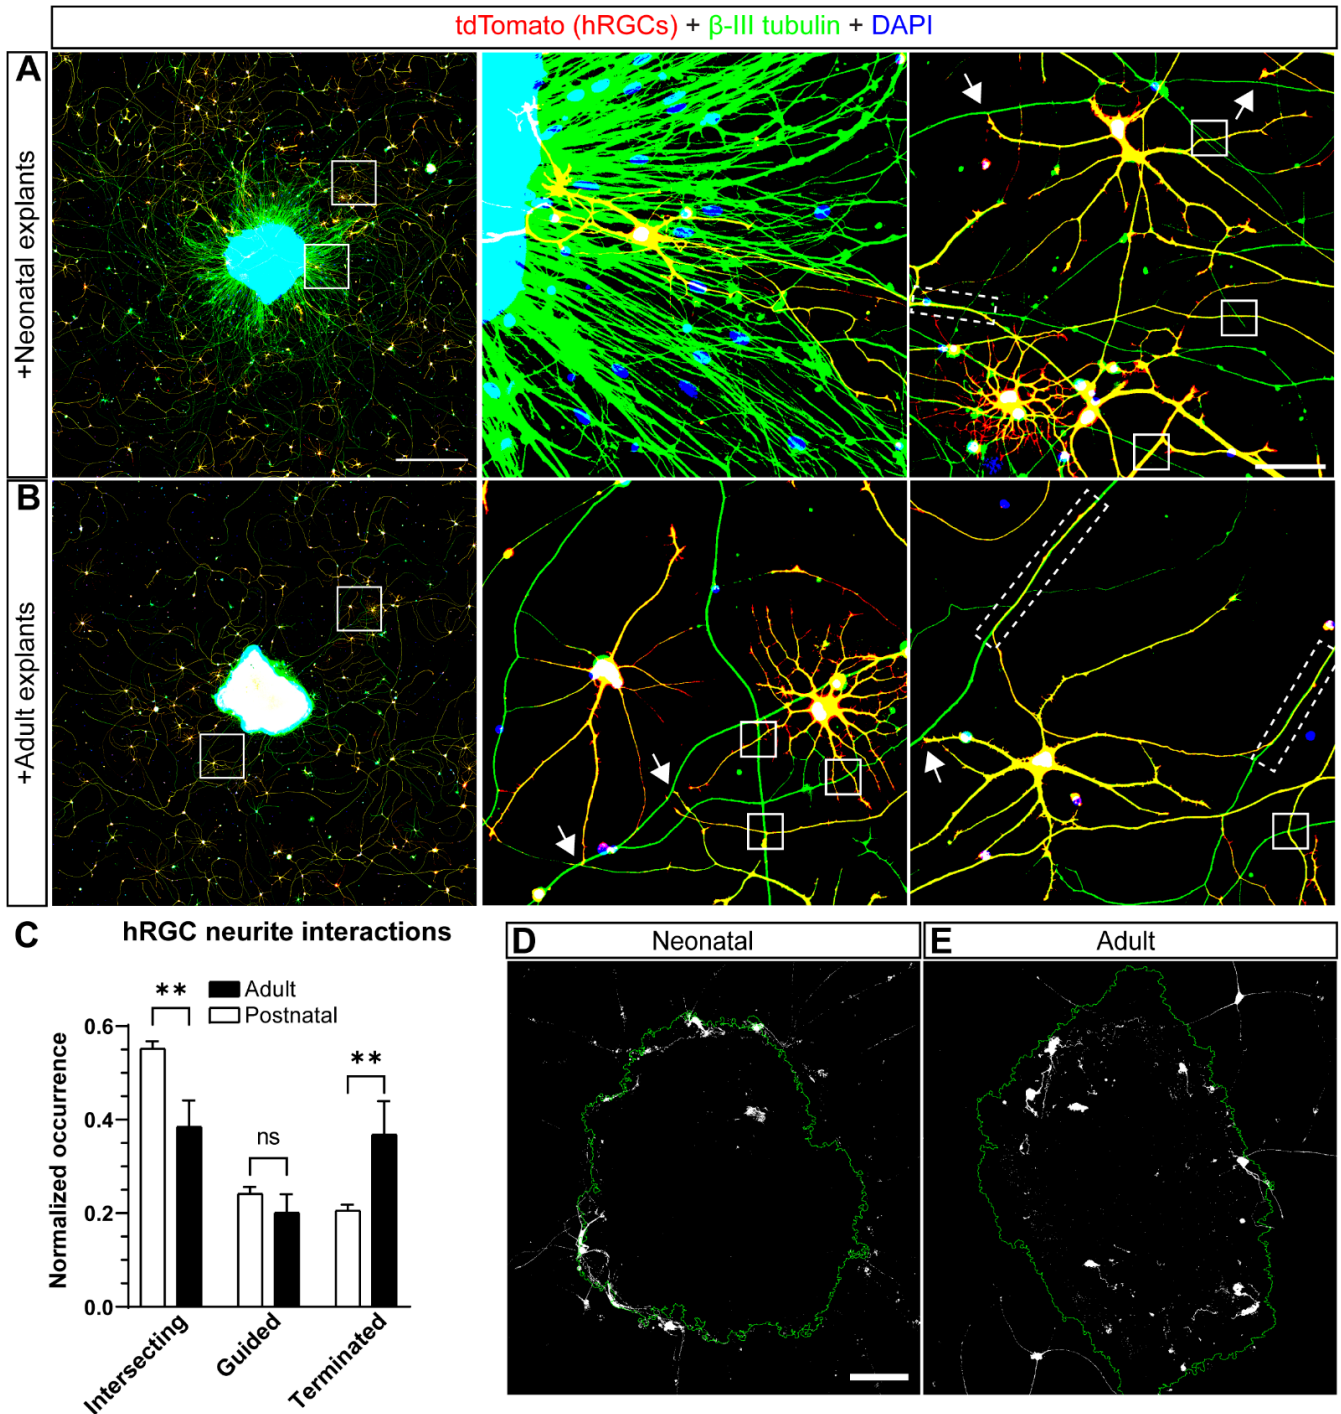 tdTomato (hRGCs) + β-III tubulin + DAPI
A
+Neonatal explants
B
+Adult explants
C
hRGC neurite interactions
Adult
Postnatal
**
ns
**
Normalized occurrence
0.6
0.4
0.2
0.0
Intersecting
Guided
Terminated
D
Neonatal
E
Adult